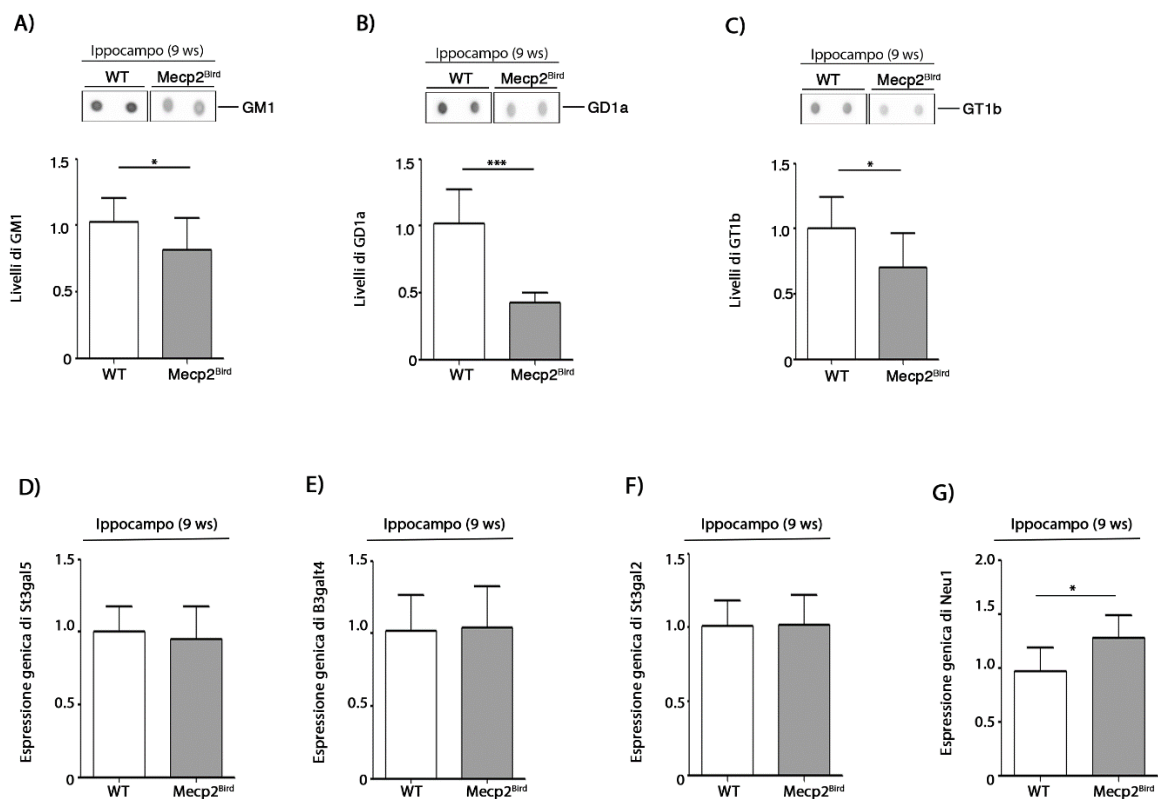 A)
Ippocampo (9 ws)
WT Mecp2Bird
GM1
Livelli di GM1
1.5
1.0
0.5
0
*
WT Mecp2Bird
B)
Ippocampo (9 ws)
WT Mecp2Bird
GD1a
Livelli di GD1a
1.5
1.0
0.5
0
***
WT Mecp2Bird
C)
Ippocampo (9 ws)
WT Mecp2Bird
GT1b
Livelli di GT1b
1.5
1.0
0.5
0
*
WT Mecp2Bird
D)
Ippocampo (9 ws)
Espressione genica di St3gal5
1.5
1.0
0.5
0
WT Mecp2Bird
E)
Ippocampo (9 ws)
Espressione genica di B3galt4
1.5
1.0
0.5
0
WT Mecp2Bird
F)
Ippocampo (9 ws)
Espressione genica di St3gal2
1.5
1.0
0.5
0
WT Mecp2Bird
G)
Ippocampo (9 ws)
Espressione genica di Neu1
2.0
1.5
1.0
0.5
0
*
WT Mecp2Bird